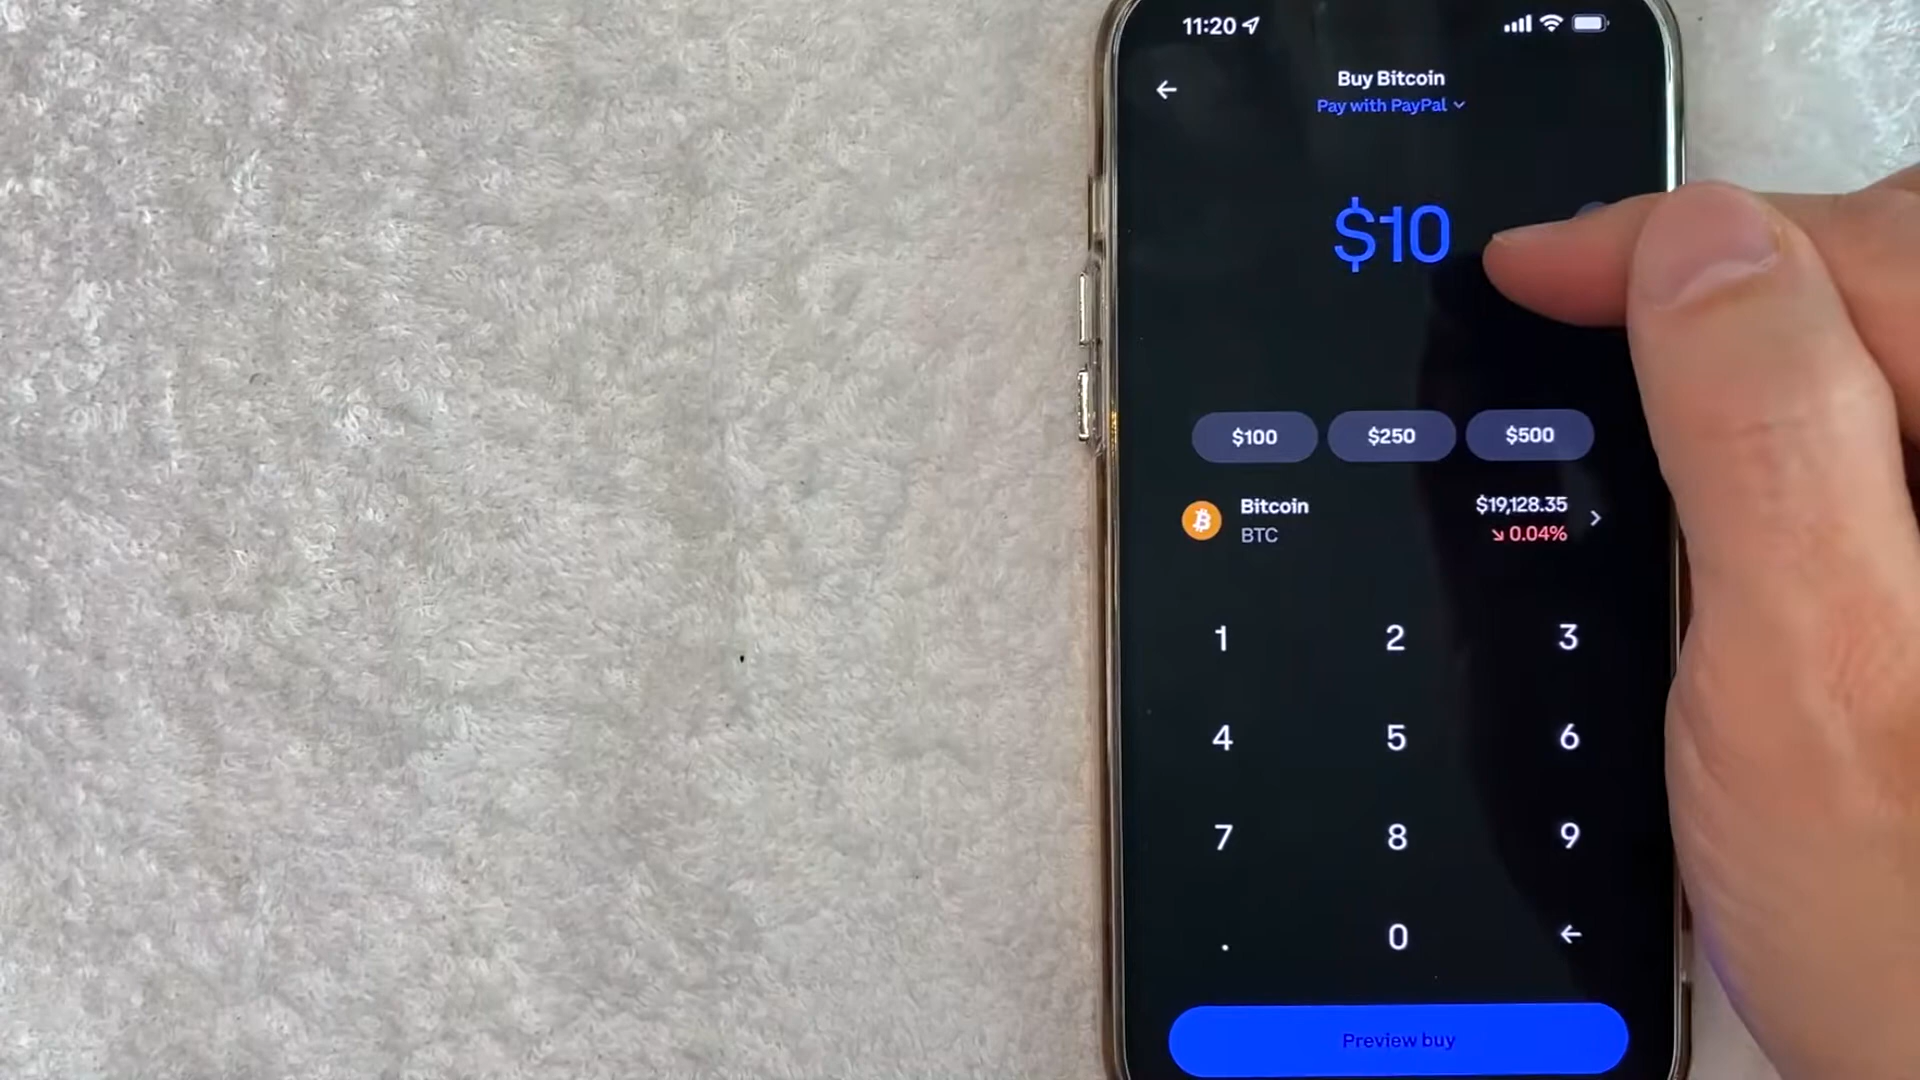 11:20
Buy Bitcoin
Pay with PayPal
$10
$100 $250 $500
Bitcoin $19,128.35
BTC 0.04%
1 2 3
4 5 6
7 8 9
. 0
Preview buy